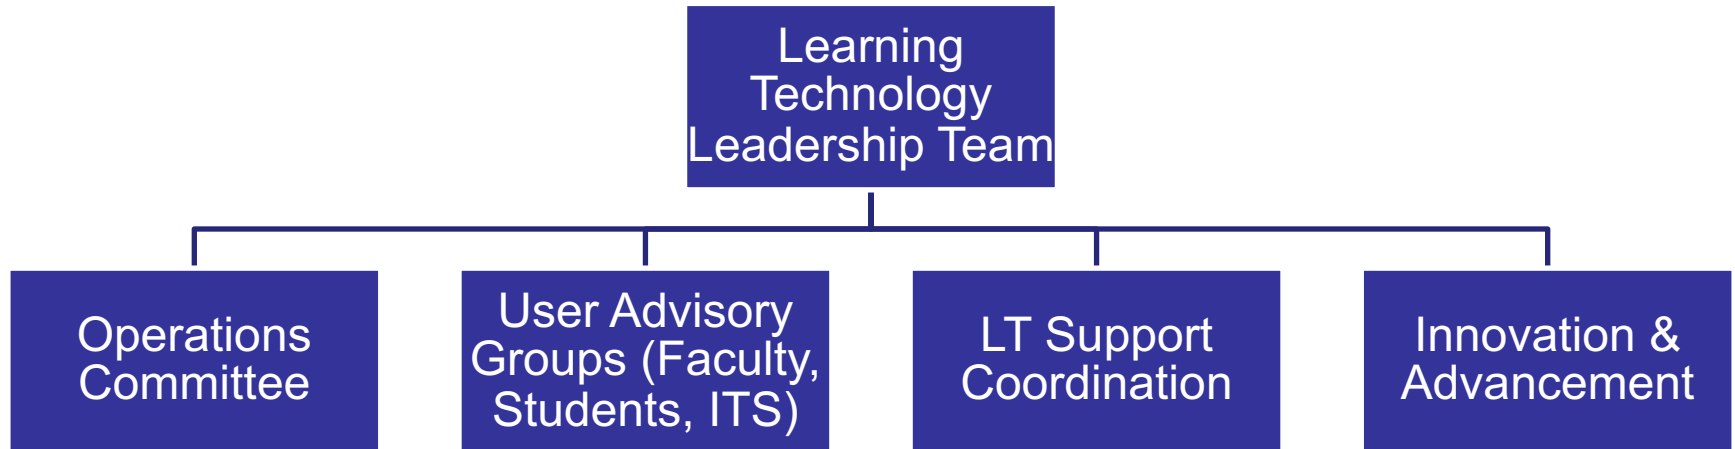 Learning
Technology
Leadership Team
Operations
Committee
User Advisory
Groups (Faculty,
Students, ITS)
LT Support
Coordination
Innovation &
Advancement